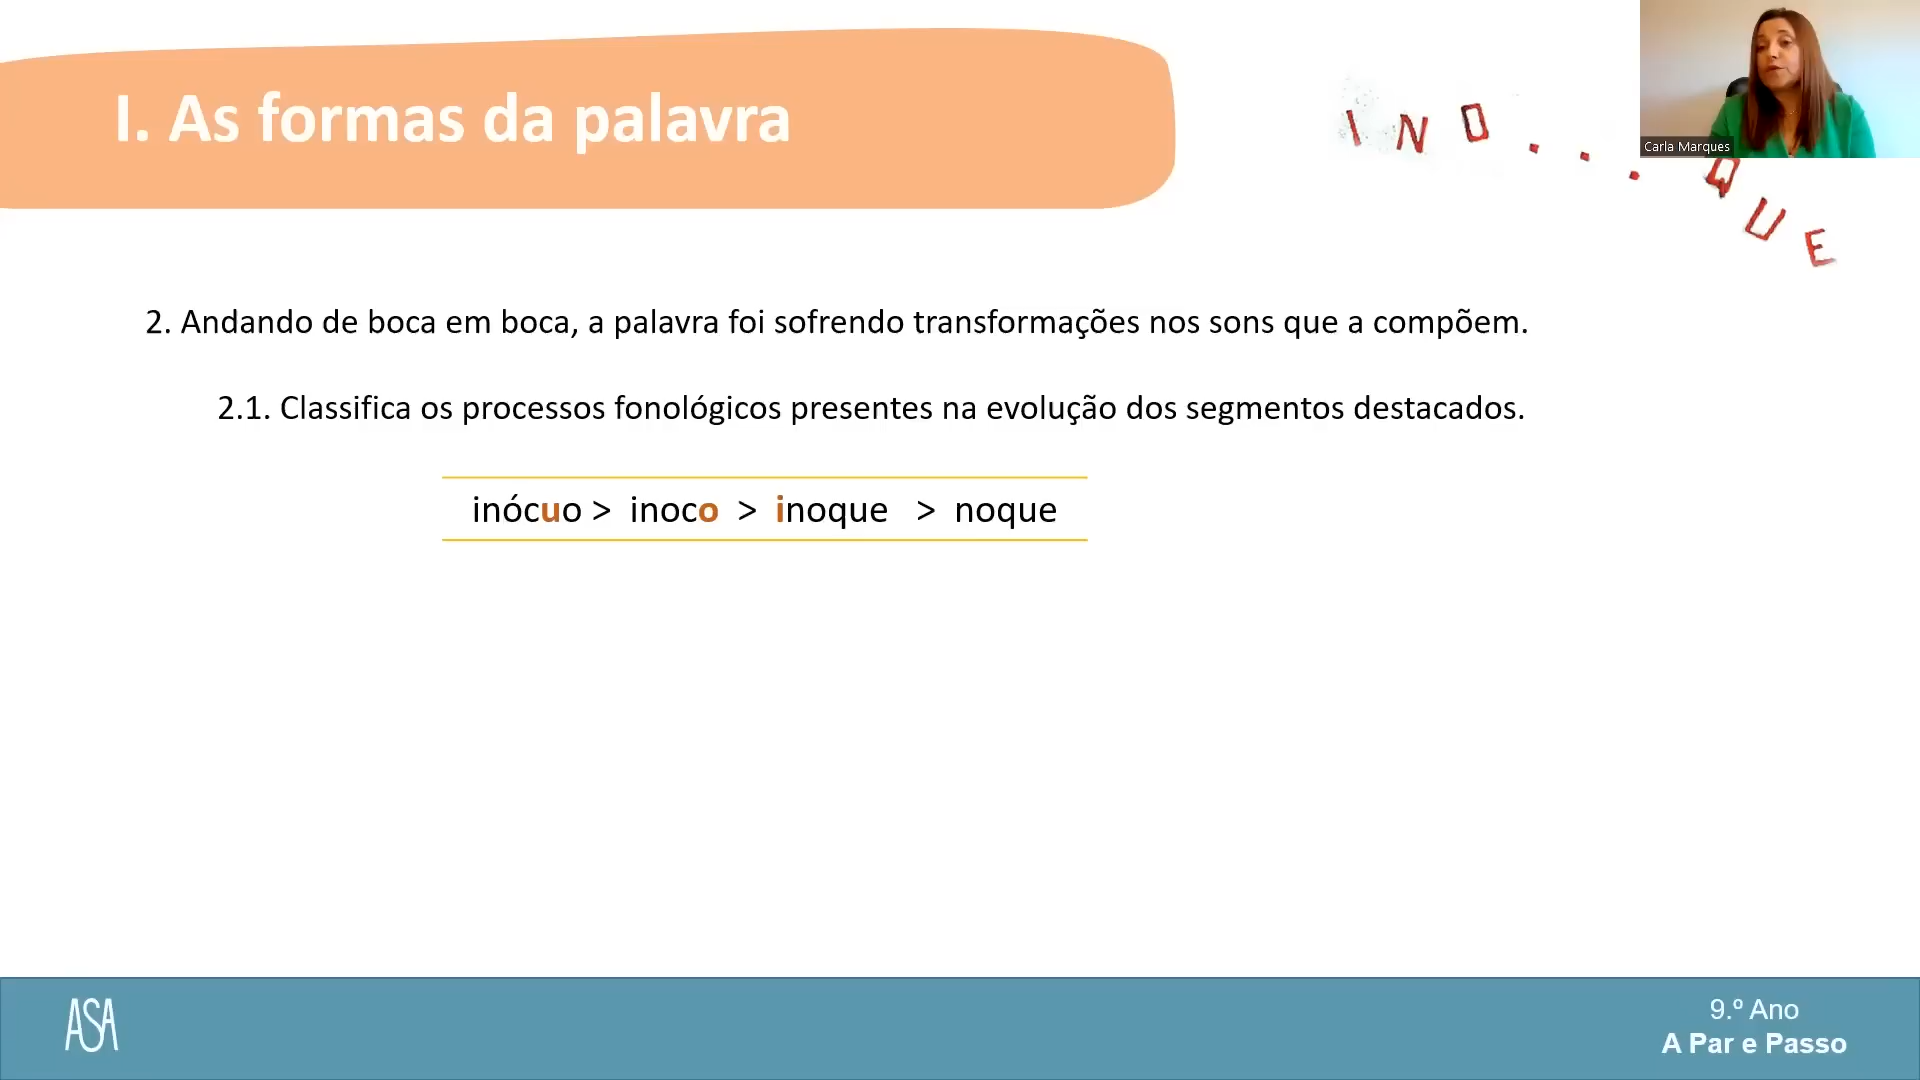 I. As formas da palavra
INO...QUE
Carla Marques
2. Andando de boca em boca, a palavra foi sofrendo transformações nos sons que a compõem.
2.1. Classifica os processos fonológicos presentes na evolução dos segmentos destacados.
inócuo > inoco > inoque > noque
ASA
9.º Ano
A Par e Passo